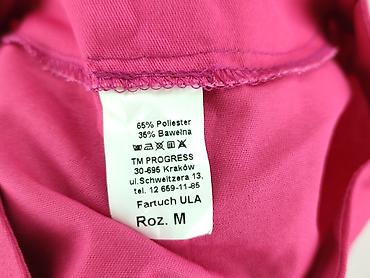 65% Poliester
35% Bawełna
TM PROGRESS
30-695 Kraków
ul.Schweitzera 13,
tel. 12 659-11-85
Fartuch ULA
Roz. M